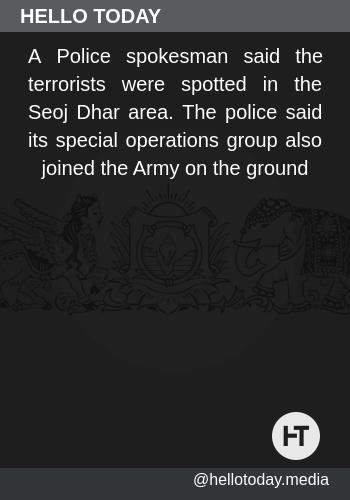 HELLO TODAY
A Police spokesman said the
terrorists were spotted in the
Seoj Dhar area. The police said
its special operations group also
joined the Army on the ground
HT
@hellotoday.media